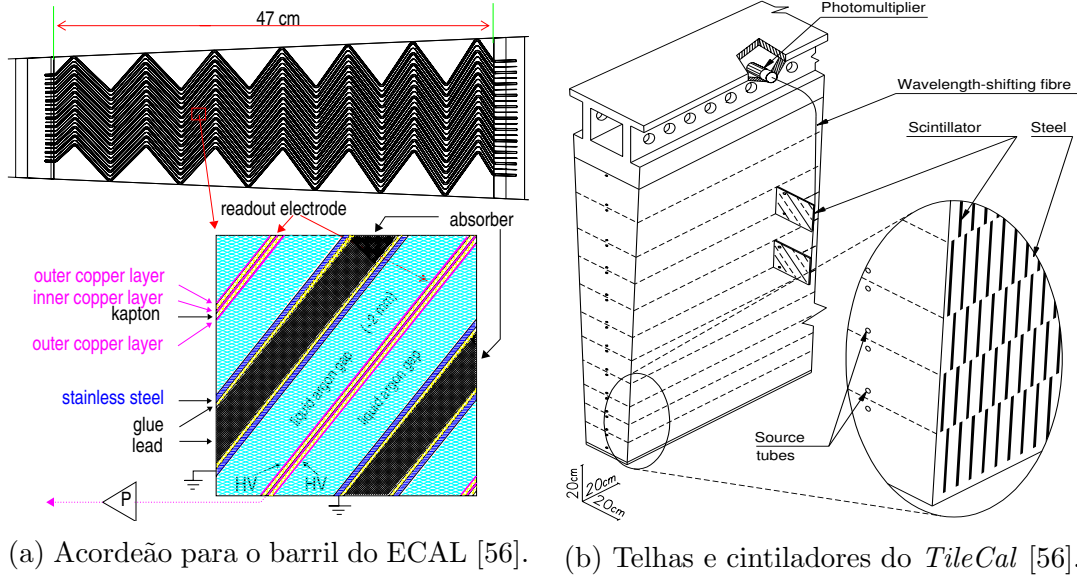 47 cm
readout electrode
absorber
outer copper layer
inner copper layer
kapton
outer copper layer
(~2 mm)
liquid argon gap
liquid argon gap
stainless steel
glue
lead
HV
HV
P
(a) Acordeão para o barril do ECAL [56].
Photomultiplier
Wavelength-shifting fibre
Scintillator
Steel
Source
tubes
20cm
20cm
20cm
(b) Telhas e cintiladores do TileCal [56].